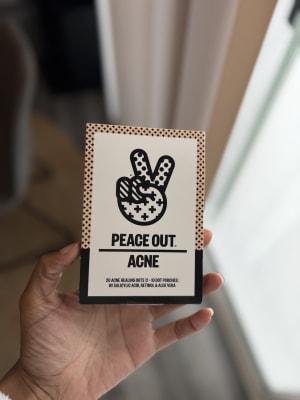 PEACE OUT.
ACNE
20 ACNE HEALING DOTS (2 - 10 DOT POUCHES)
W/ SALICYLIC ACID, RETINOL & ALOE VERA